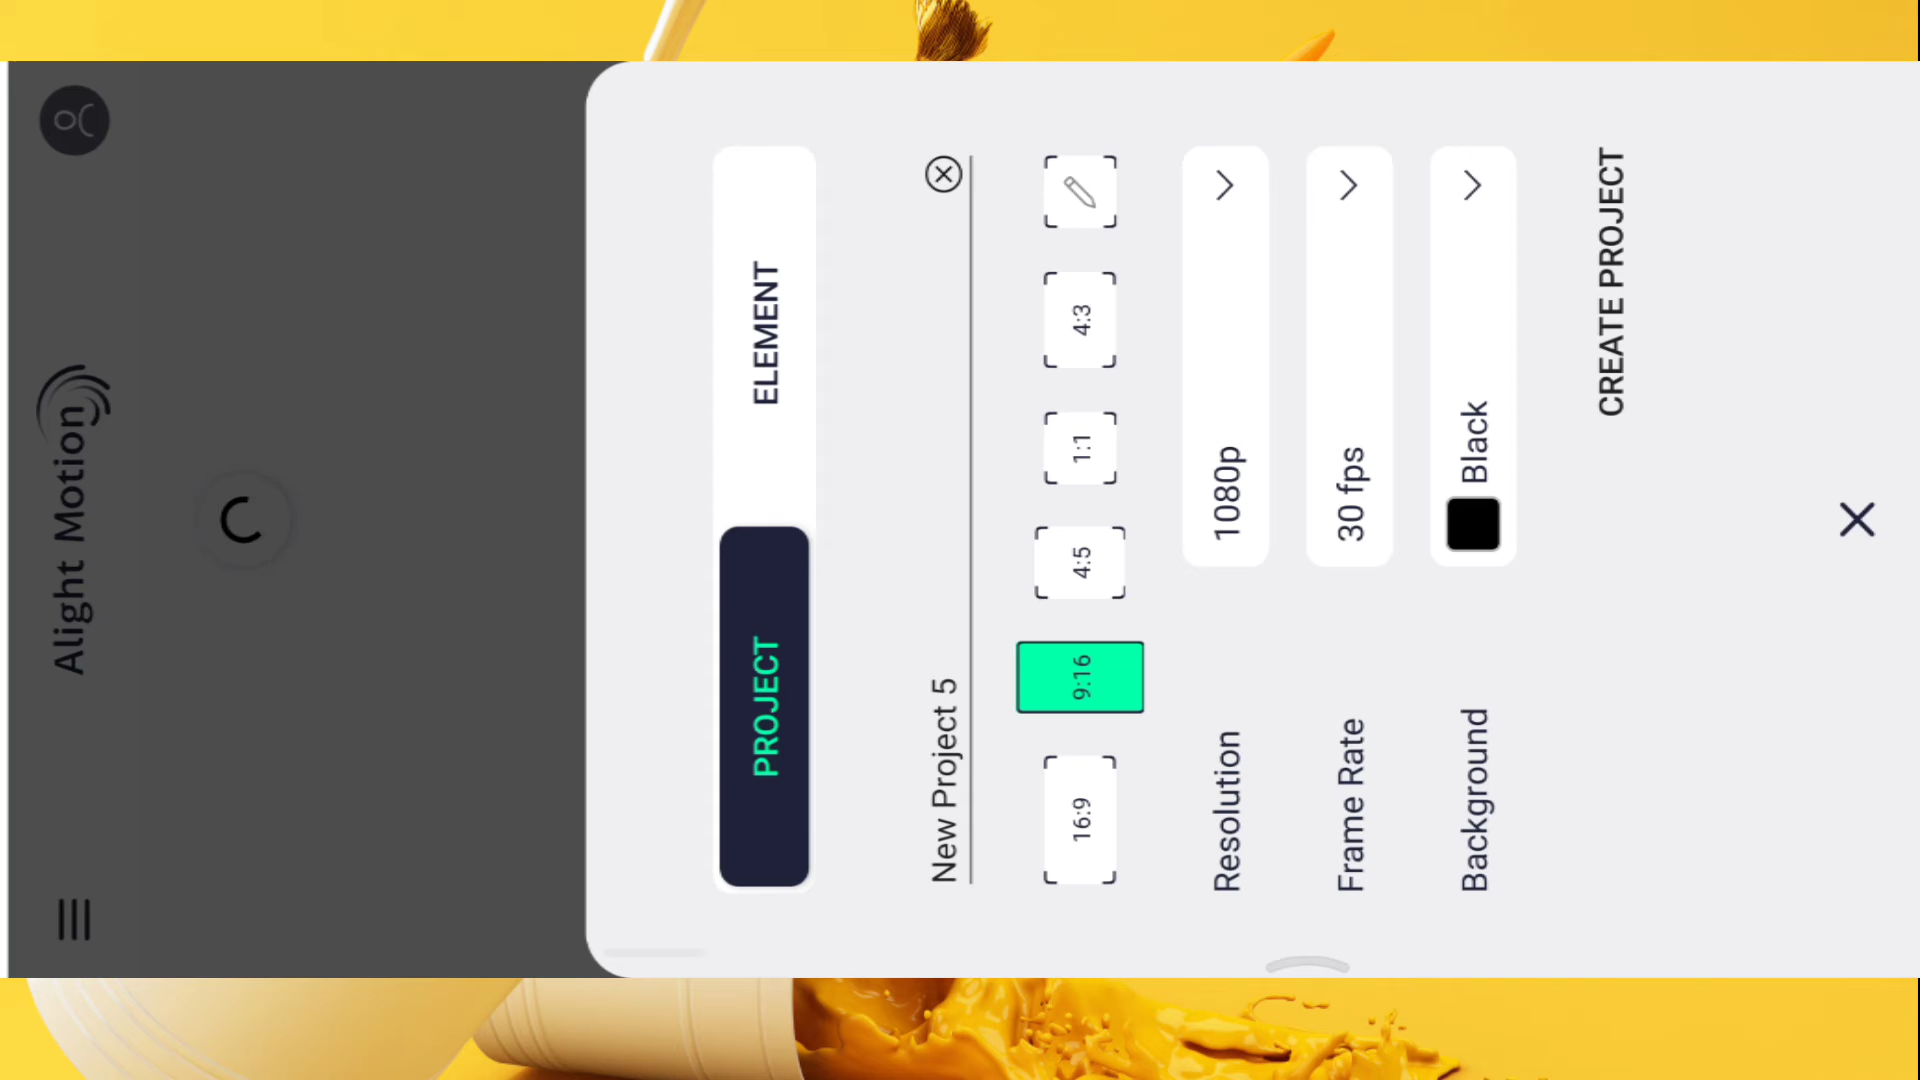 Alight Motion
PROJECT ELEMENT
New Project 5
16:9 9:16 4:5 1:1 4:3
Resolution 1080p
Frame Rate 30 fps
Background Black
CREATE PROJECT